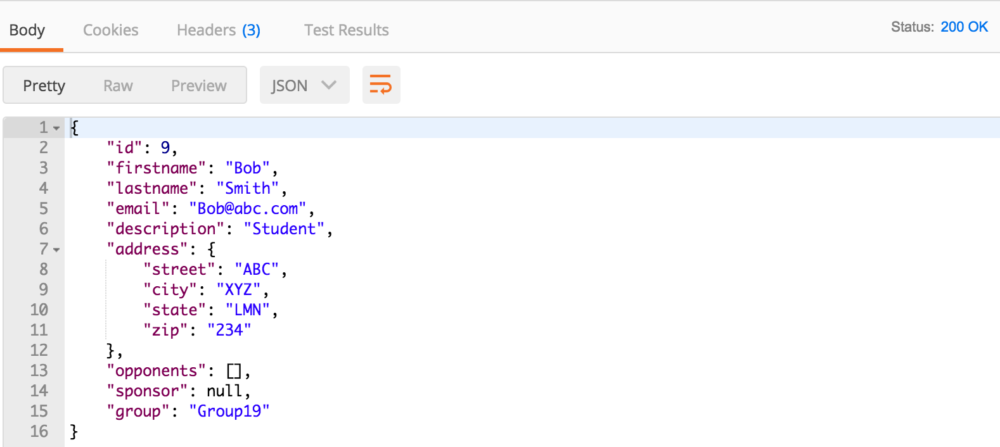 Body Cookies Headers (3) Test Results Status: 200 OK
Pretty Raw Preview JSON
1 {
2 "id": 9,
3 "firstname": "Bob",
4 "lastname": "Smith",
5 "email": "Bob@abc.com",
6 "description": "Student",
7 "address": {
8 "street": "ABC",
9 "city": "XYZ",
10 "state": "LMN",
11 "zip": "234"
12 },
13 "opponents": [],
14 "sponsor": null,
15 "group": "Group19"
16 }